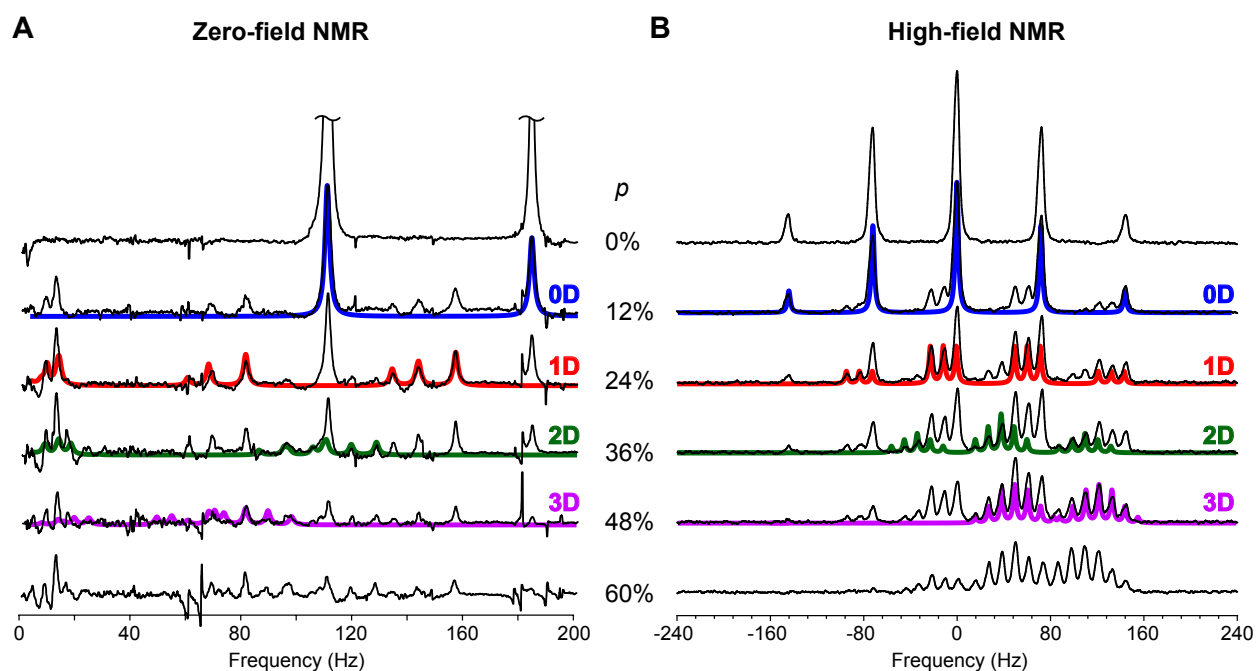 A Zero-field NMR B High-field NMR
p
0%
0D 12% 0D
1D 24% 1D
2D 36% 2D
3D 48% 3D
60%
0 40 80 120 160 200 -240 -160 -80 0 80 160 240
Frequency (Hz) Frequency (Hz)